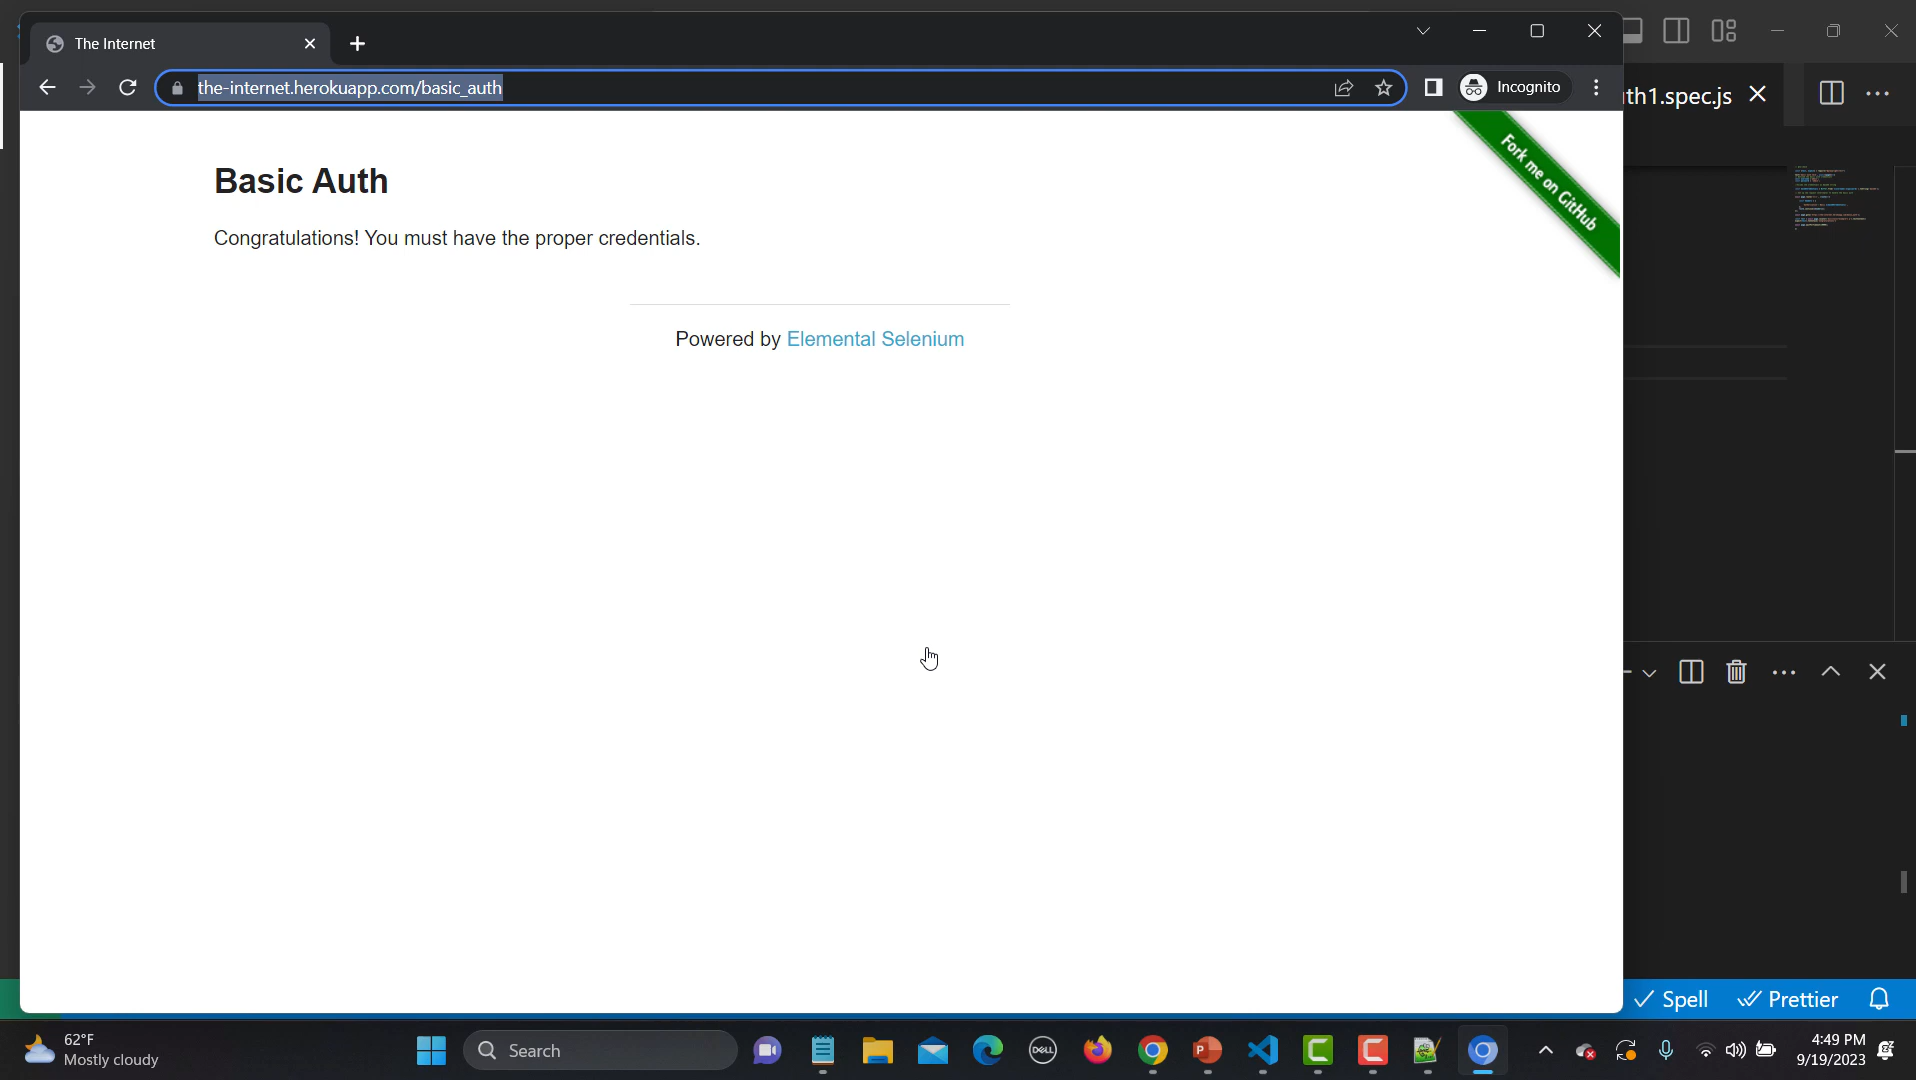 The Internet
the-internet.herokuapp.com/basic_auth
Incognito
th1.spec.js
Fork me on GitHub
Basic Auth
Congratulations! You must have the proper credentials.
Powered by Elemental Selenium
Spell
Prettier
62°F
Mostly cloudy
Search
DELL
4:49 PM
9/19/2023